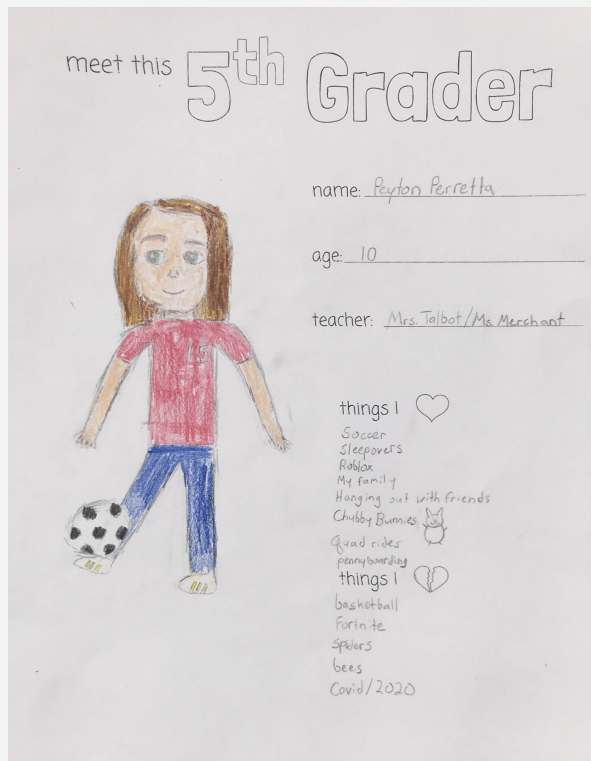 meet this 5th Grader
name: Peyton Perretta
age: 10
teacher: Mrs. Talbot/Ms. Merchant
15
things I
Soccer
Sleepovers
Roblox
My family
Hanging out with friends
Chubby Bunnies
quad rides
pennyboarding
things I
basketball
Fortnite
Spiders
bees
Covid/2020